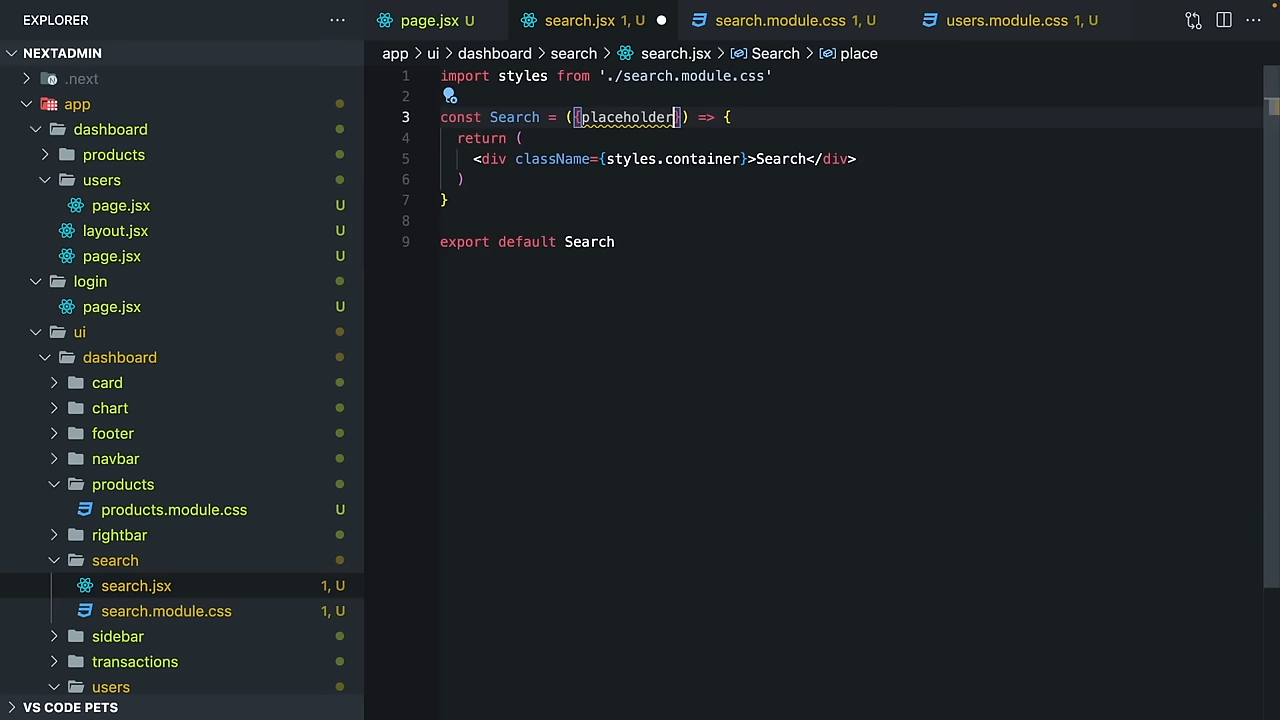 EXPLORER
NEXTADMIN
.next
app
dashboard
products
users
page.jsx U
layout.jsx U
page.jsx U
login
page.jsx U
ui
dashboard
card
chart
footer
navbar
products
products.module.css U
rightbar
search
search.jsx 1, U
search.module.css 1, U
sidebar
transactions
users
VS CODE PETS
page.jsx U
search.jsx 1, U
search.module.css 1, U
users.module.css 1, U
app > ui > dashboard > search > search.jsx > Search > place
1 import styles from './search.module.css'
2
3 const Search = ({placeholder}) => {
4 return (
5 <div className={styles.container}>Search</div>
6 )
7 }
8
9 export default Search